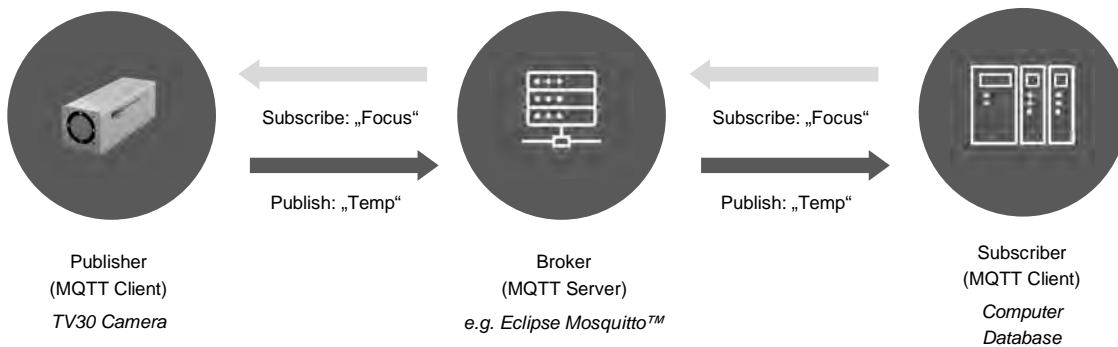 Subscribe: „Focus“
Subscribe: „Focus“
Publish: „Temp“
Publish: „Temp“
Publisher
(MQTT Client)
TV30 Camera
Broker
(MQTT Server)
e.g. Eclipse Mosquitto™
Subscriber
(MQTT Client)
Computer
Database